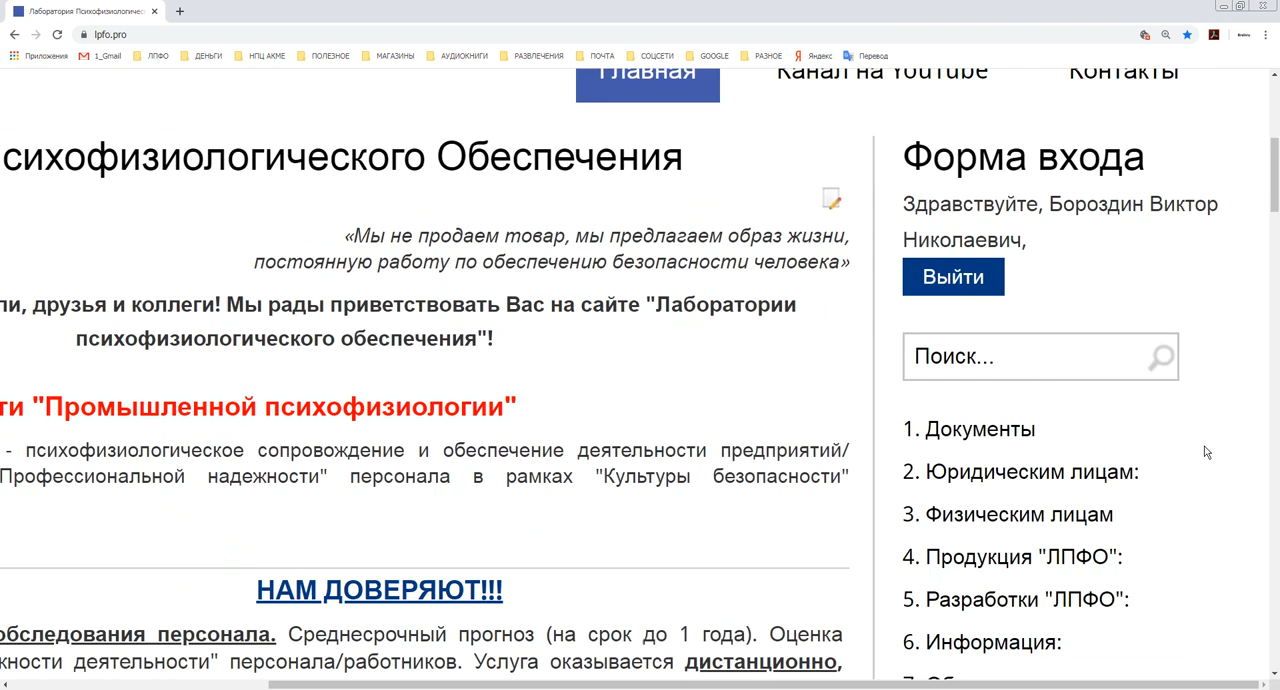 Лаборатория Психофизиологичес
lpfo.pro
Приложения 1_Gmail ЛПФО ДЕНЬГИ НПЦ АКМЕ ПОЛЕЗНОЕ МАГАЗИНЫ АУДИОКНИГИ РАЗВЛЕЧЕНИЯ ПОЧТА СОЦСЕТИ GOOGLE РАЗНОЕ Яндекс Перевод
Главная Канал на YouTube Контакты
сихофизиологического Обеспечения
«Мы не продаем товар, мы предлагаем образ жизни,
постоянную работу по обеспечению безопасности человека»
ли, друзья и коллеги! Мы рады приветствовать Вас на сайте "Лаборатории
психофизиологического обеспечения"!
ти "Промышленной психофизиологии"
- психофизиологическое сопровождение и обеспечение деятельности предприятий/
Профессиональной надежности" персонала в рамках "Культуры безопасности"
НАМ ДОВЕРЯЮТ!!!
обследования персонала. Среднесрочный прогноз (на срок до 1 года). Оценка
жности деятельности" персонала/работников. Услуга оказывается дистанционно,
Форма входа
Здравствуйте, Бороздин Виктор
Николаевич,
Выйти
Поиск...
1. Документы
2. Юридическим лицам:
3. Физическим лицам
4. Продукция "ЛПФО":
5. Разработки "ЛПФО":
6. Информация: